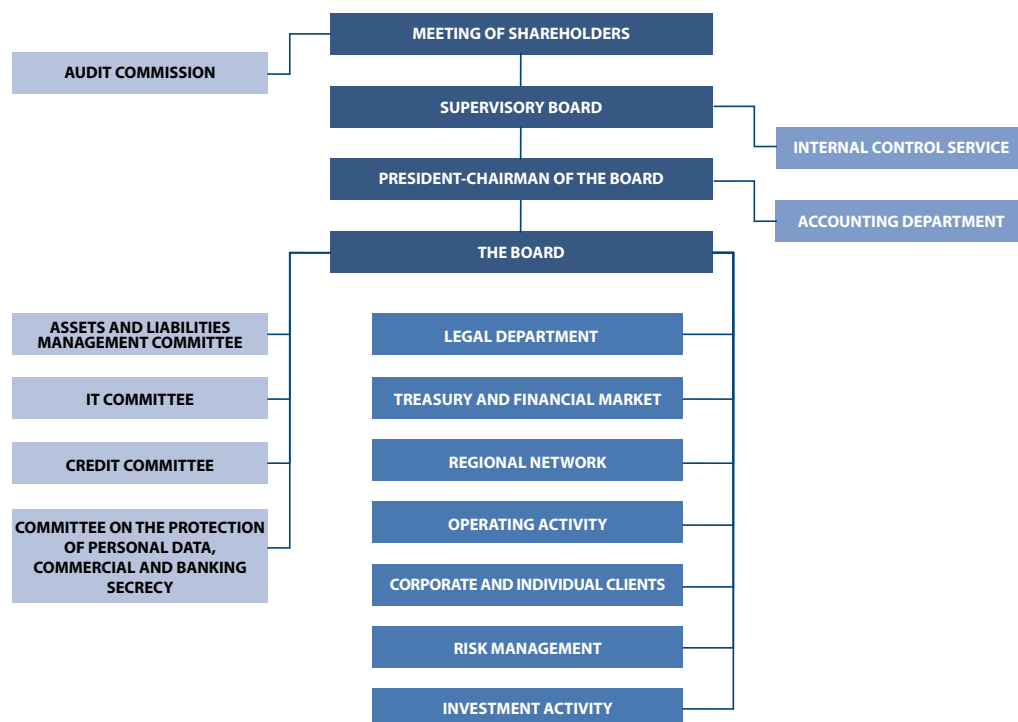 MEETING OF SHAREHOLDERS
AUDIT COMMISSION
SUPERVISORY BOARD
INTERNAL CONTROL SERVICE
PRESIDENT-CHAIRMAN OF THE BOARD
ACCOUNTING DEPARTMENT
THE BOARD
ASSETS AND LIABILITIES
MANAGEMENT COMMITTEE
IT COMMITTEE
CREDIT COMMITTEE
COMMITTEE ON THE PROTECTION
OF PERSONAL DATA,
COMMERCIAL AND BANKING
SECRECY
LEGAL DEPARTMENT
TREASURY AND FINANCIAL MARKET
REGIONAL NETWORK
OPERATING ACTIVITY
CORPORATE AND INDIVIDUAL CLIENTS
RISK MANAGEMENT
INVESTMENT ACTIVITY